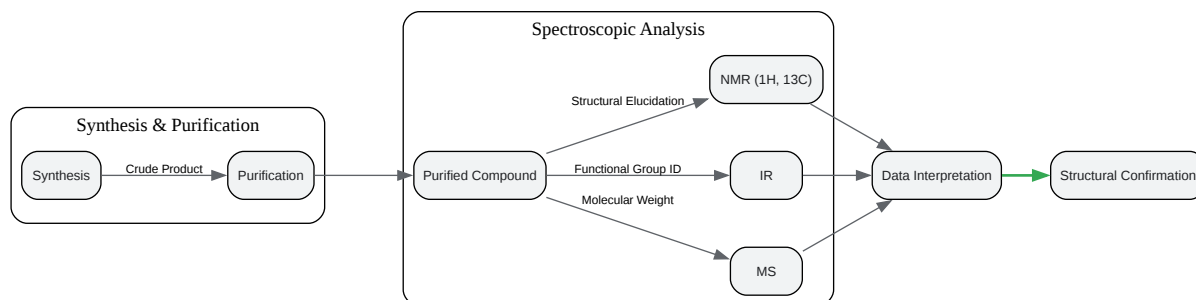 Spectroscopic Analysis
NMR (1H, 13C)
Structural Elucidation
Synthesis & Purification
Synthesis
Crude Product
Purification
Purified Compound
Functional Group ID
IR
Data Interpretation
Structural Confirmation
Molecular Weight
MS